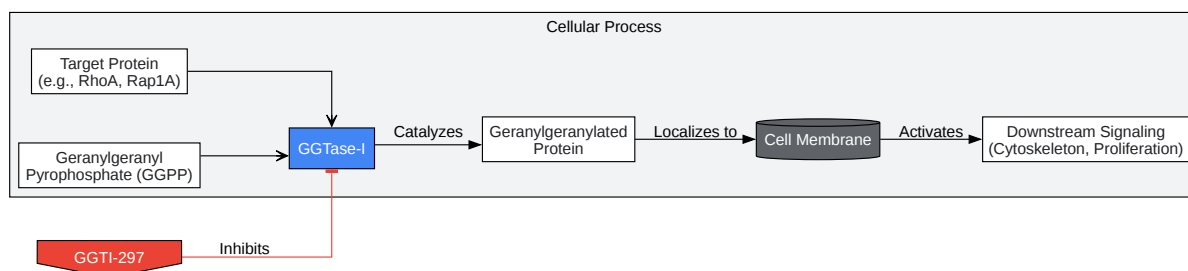 Cellular Process
Target Protein
(e.g., RhoA, Rap1A)
Geranylgeranyl
Pyrophosphate (GGPP)
GGTase-I
Catalyzes
Geranylgeranylated
Protein
Localizes to
Cell Membrane
Activates
Downstream Signaling
(Cytoskeleton, Proliferation)
GGTI-297
Inhibits